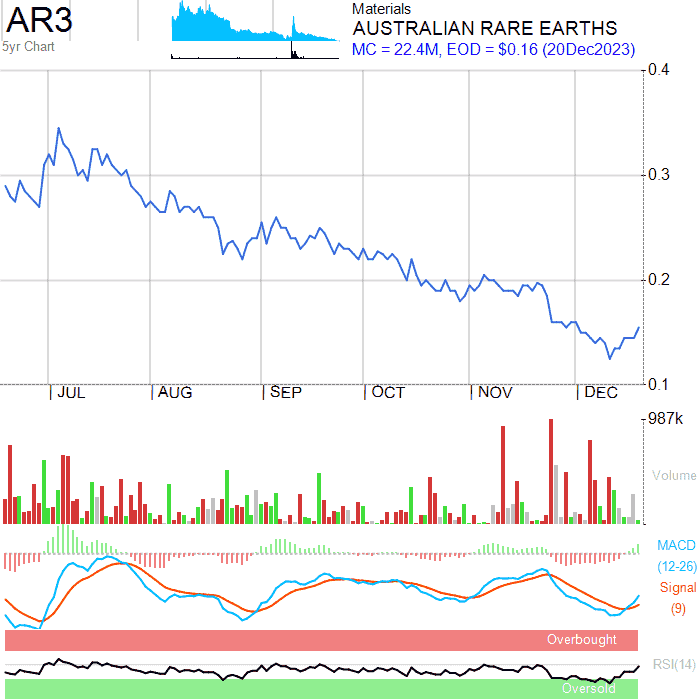 AR3
5yr Chart
Materials
AUSTRALIAN RARE EARTHS
MC = 22.4M, EOD = $0.16 (20Dec2023)
0.4
0.3
0.2
0.1
JUL
AUG
SEP
OCT
NOV
DEC
987k
Volume
MACD
(12-26)
Signal
(9)
Overbought
RSI(14)
Oversold